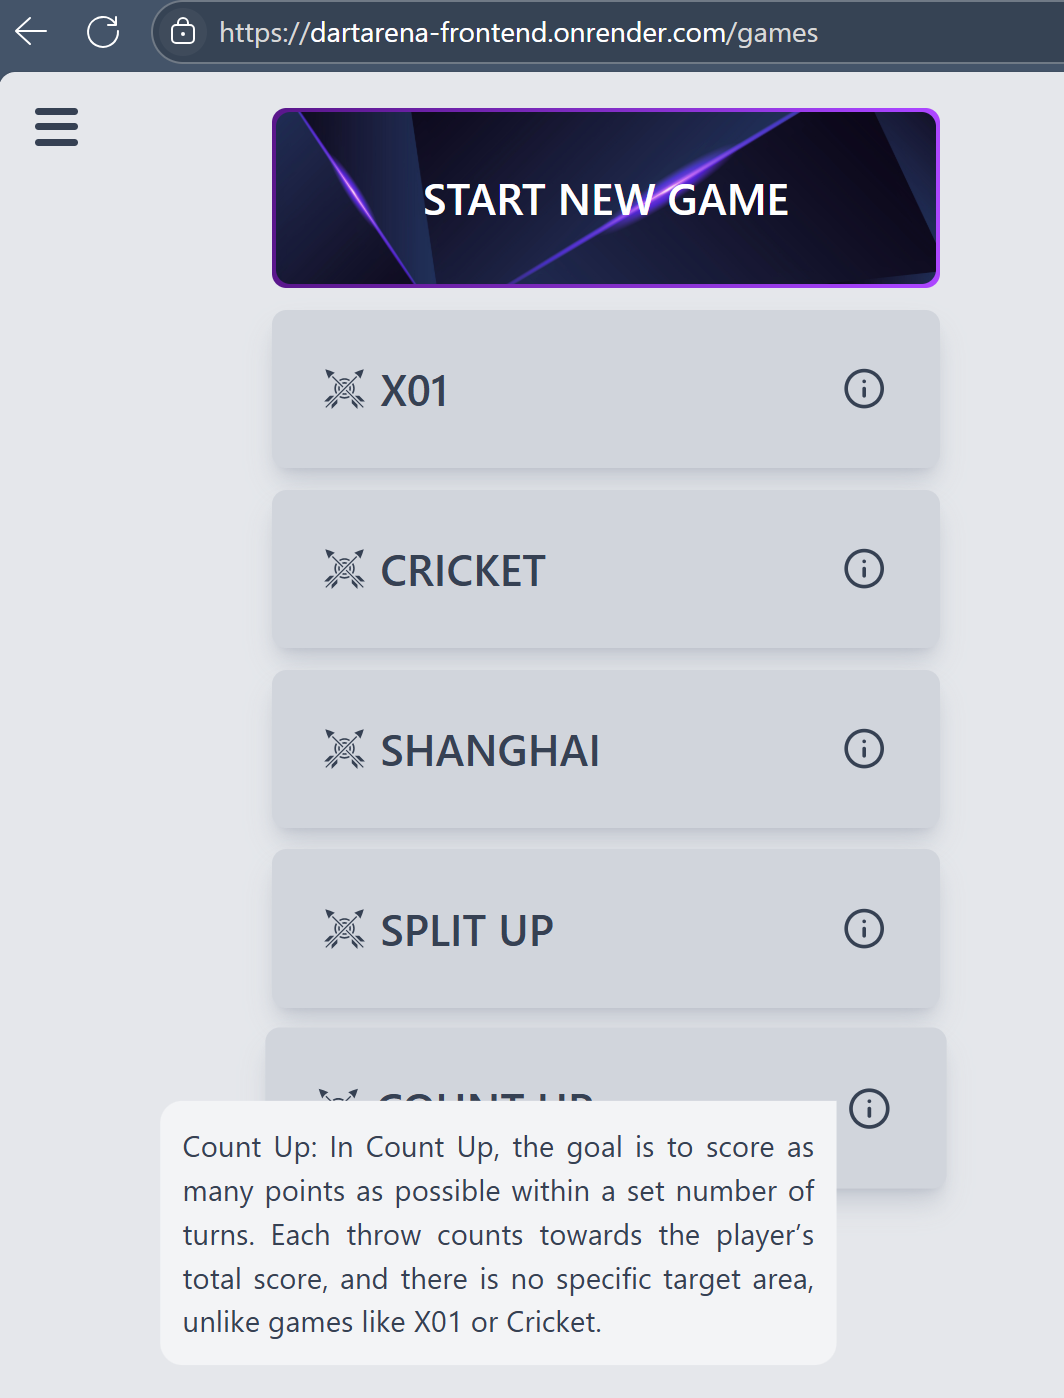 https://dartarena-frontend.onrender.com/games
START NEW GAME
X01
CRICKET
SHANGHAI
SPLIT UP
COUNT UP
Count Up: In Count Up, the goal is to score as
many points as possible within a set number of
turns. Each throw counts towards the player’s
total score, and there is no specific target area,
unlike games like X01 or Cricket.